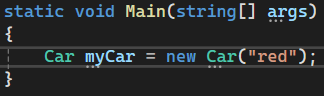 static void Main(string[] args)
{
    Car myCar = new Car("red");
}